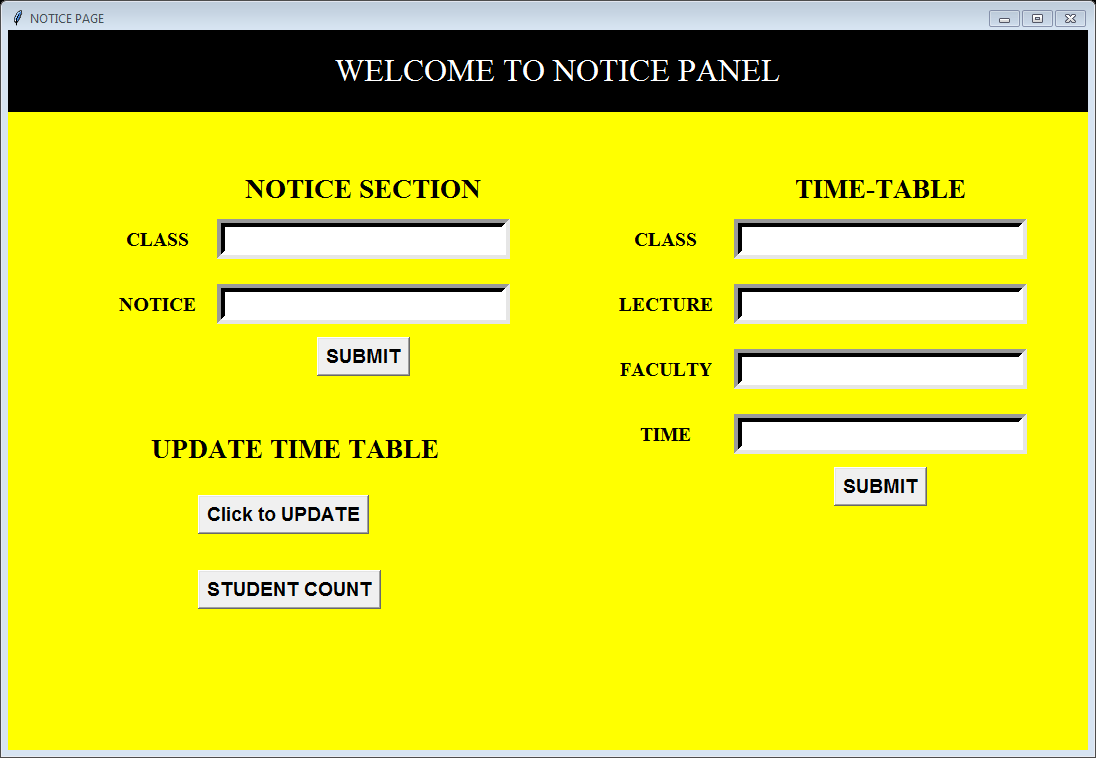 NOTICE PAGE
WELCOME TO NOTICE PANEL
NOTICE SECTION
CLASS
NOTICE
SUBMIT
UPDATE TIME TABLE
Click to UPDATE
STUDENT COUNT
TIME-TABLE
CLASS
LECTURE
FACULTY
TIME
SUBMIT